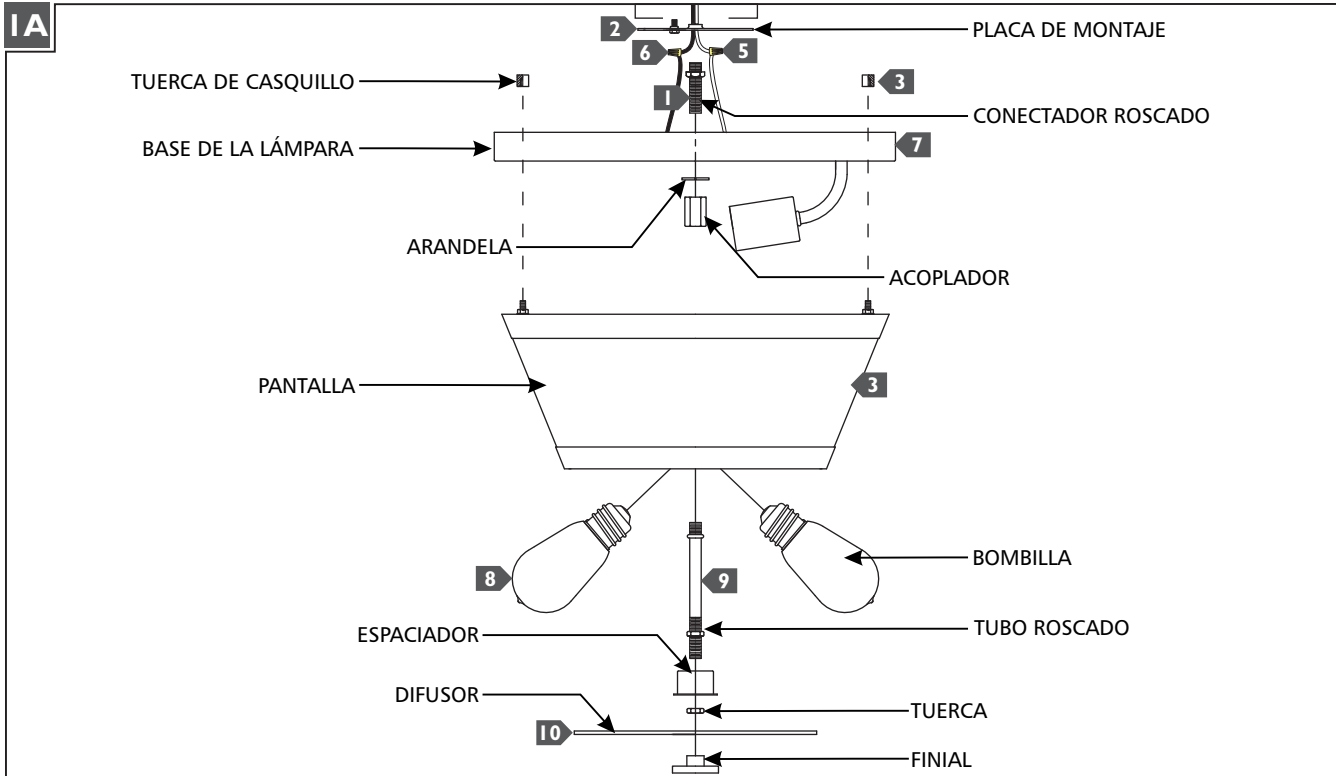 1A
2
PLACA DE MONTAJE
6
5
TUERCA DE CASQUILLO
3
1
CONECTADOR ROSCADO
BASE DE LA LÁMPARA
7
ARANDELA
ACOPLADOR
PANTALLA
3
BOMBILLA
8
9
ESPACIADOR
TUBO ROSCADO
DIFUSOR
TUERCA
10
FINIAL